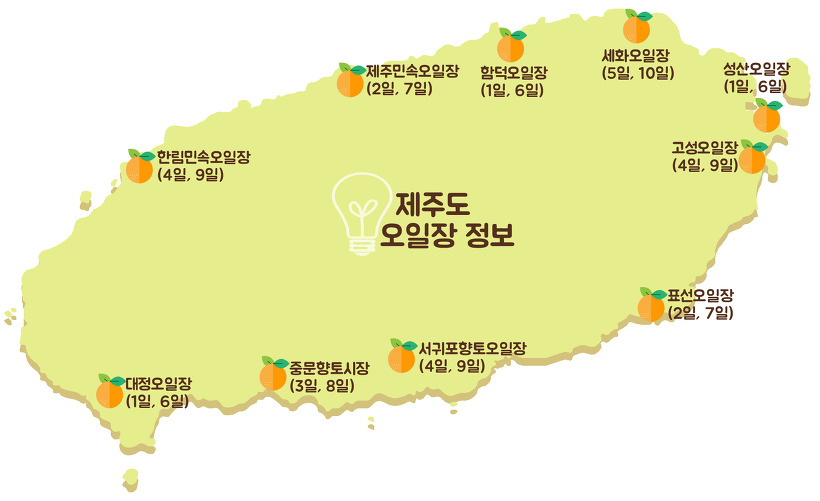 세화오일장
(5일, 10일)
함덕오일장
(1일, 6일)
제주민속오일장
(2일, 7일)
성산오일장
(1일, 6일)
고성오일장
(4일, 9일)
한림민속오일장
(4일, 9일)
제주도
오일장 정보
표선오일장
(2일, 7일)
서귀포향토오일장
(4일, 9일)
중문향토시장
(3일, 8일)
대정오일장
(1일, 6일)